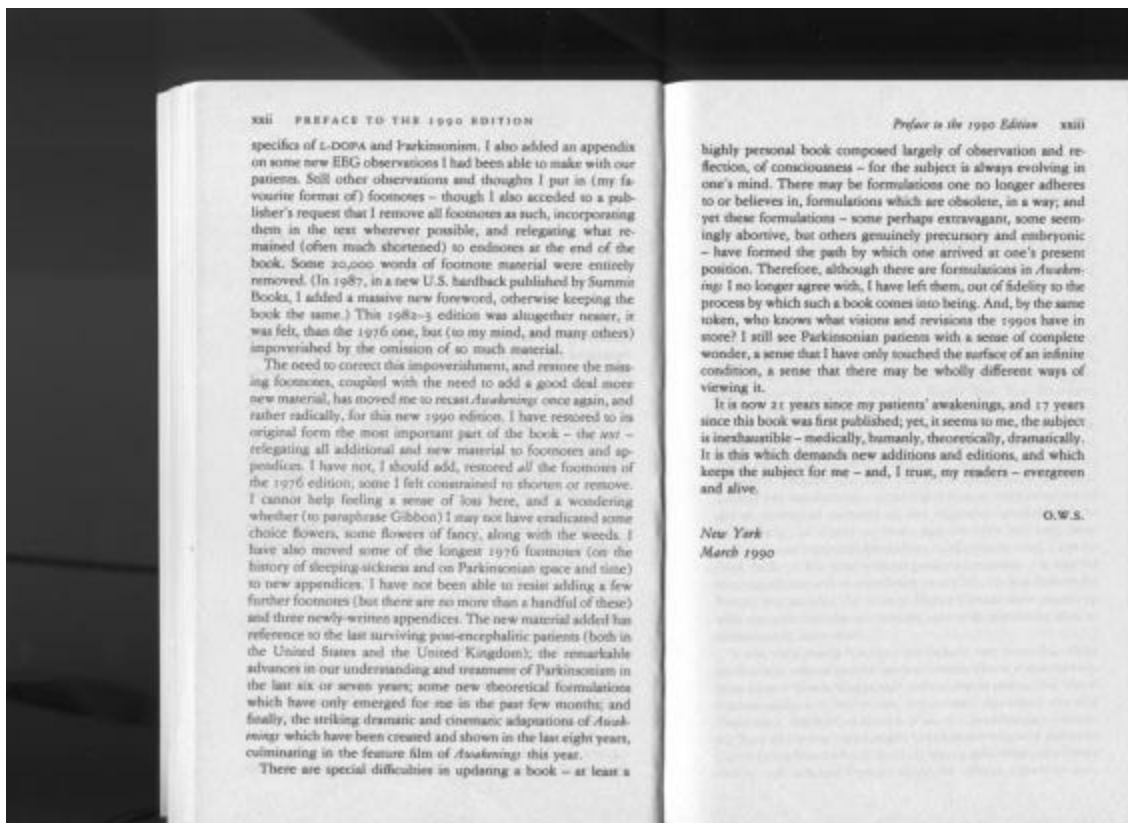 xxii PREFACE TO THE 1990 EDITION
specifics of L-DOPA and Parkinsonism. I also added an appendix
on some new EEG observations I had been able to make with our
patients. Still other observations and thoughts I put in (my fa-
vourite format of) footnotes – though I also acceded to a pub-
lisher's request that I remove all footnotes as such, incorporating
them in the text wherever possible, and relegating what re-
mained (often much shortened) to endnotes at the end of the
book. Some 20,000 words of footnote material were entirely
removed. (In 1987, in a new U.S. hardback published by Summit
Books, I added a massive new foreword, otherwise keeping the
book the same.) This 1982–3 edition was altogether neater, it
was felt, than the 1976 one, but (to my mind, and many others)
impoverished by the omission of so much material.
The need to correct this impoverishment, and restore the miss-
ing footnotes, coupled with the need to add a good deal more
new material, has moved me to recast Awakenings once again, and
rather radically, for this new 1990 edition. I have restored to its
original form the most important part of the book – the text –
relegating all additional and new material to footnotes and ap-
pendices. I have not, I should add, restored all the footnotes of
the 1976 edition; some I felt constrained to shorten or remove.
I cannot help feeling a sense of loss here, and a wondering
whether (to paraphrase Gibbon) I may not have eradicated some
choice flowers, some flowers of fancy, along with the weeds. I
have also moved some of the longest 1976 footnotes (on the
history of sleeping-sickness and on Parkinsonian space and time)
to new appendices. I have not been able to resist adding a few
further footnotes (but there are no more than a handful of these)
and three newly-written appendices. The new material added has
reference to the last surviving post-encephalitic patients (both in
the United States and the United Kingdom); the remarkable
advances in our understanding and treatment of Parkinsonism in
the last six or seven years; some new theoretical formulations
which have only emerged for me in the past few months; and
finally, the striking dramatic and cinematic adaptations of Awak-
enings which have been created and shown in the last eight years,
culminating in the feature film of Awakenings this year.
There are special difficulties in updating a book – at least a
Preface to the 1990 Edition xxiii
highly personal book composed largely of observation and re-
flection, of consciousness – for the subject is always evolving in
one's mind. There may be formulations one no longer adheres
to or believes in, formulations which are obsolete, in a way; and
yet these formulations – some perhaps extravagant, some seem-
ingly abortive, but others genuinely precursory and embryonic
– have formed the path by which one arrived at one's present
position. Therefore, although there are formulations in Awaken-
ings I no longer agree with, I have left them, out of fidelity to the
process by which such a book comes into being. And, by the same
token, who knows what visions and revisions the 1990s have in
store? I still see Parkinsonian patients with a sense of complete
wonder, a sense that I have only touched the surface of an infinite
condition, a sense that there may be wholly different ways of
viewing it.
It is now 21 years since my patients' awakenings, and 17 years
since this book was first published; yet, it seems to me, the subject
is inexhaustible – medically, humanly, theoretically, dramatically.
It is this which demands new additions and editions, and which
keeps the subject for me – and, I trust, my readers – evergreen
and alive.
O.W.S.
New York
March 1990